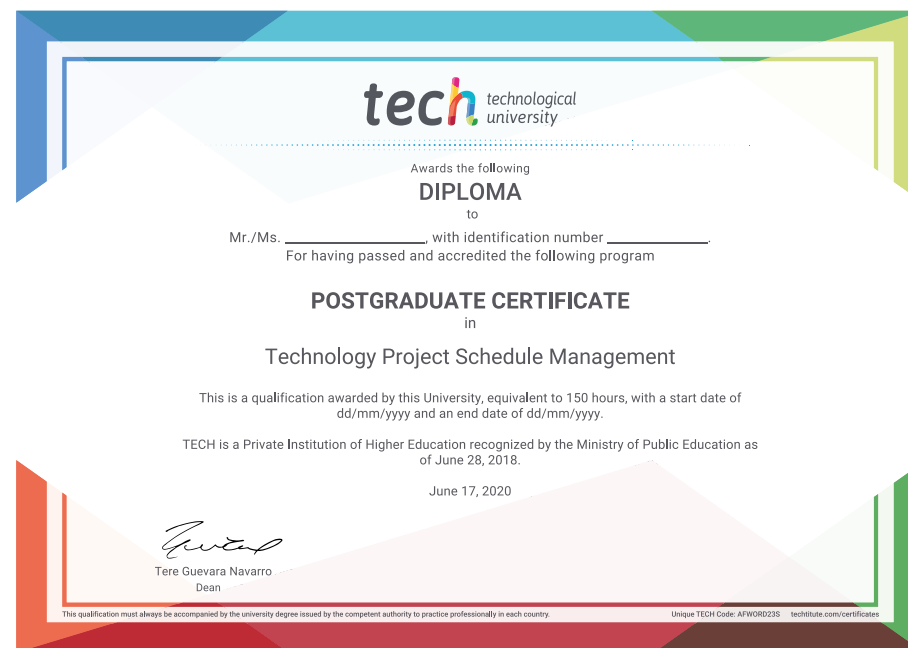 tech technological
university
Awards the following
DIPLOMA
to
Mr./Ms. ____________________, with identification number ______________.
For having passed and accredited the following program
POSTGRADUATE CERTIFICATE
in
Technology Project Schedule Management
This is a qualification awarded by this University, equivalent to 150 hours, with a start date of
dd/mm/yyyy and an end date of dd/mm/yyyy.
TECH is a Private Institution of Higher Education recognized by the Ministry of Public Education as
of June 28, 2018.
June 17, 2020
Tere Guevara Navarro
Dean
This qualification must always be accompanied by the university degree issued by the competent authority to practice professionally in each country. Unique TECH Code: AFWORD23S techtitute.com/certificates